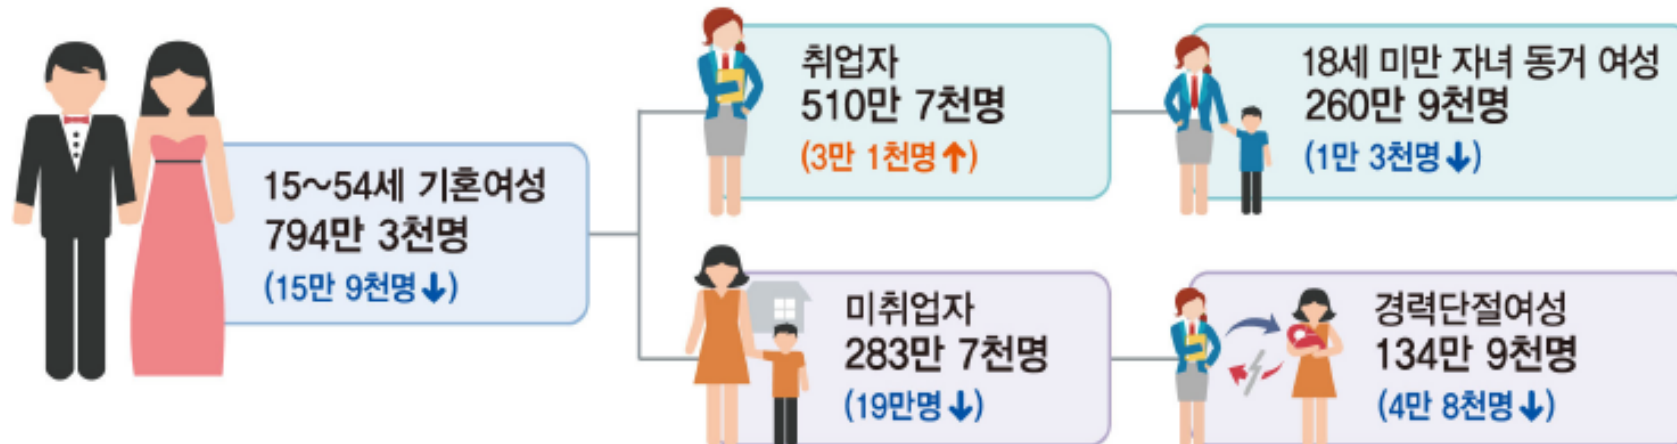 15~54세 기혼여성
794만 3천명
(15만 9천명↓)
취업자
510만 7천명
(3만 1천명↑)
18세 미만 자녀 동거 여성
260만 9천명
(1만 3천명↓)
미취업자
283만 7천명
(19만명↓)
경력단절여성
134만 9천명
(4만 8천명↓)